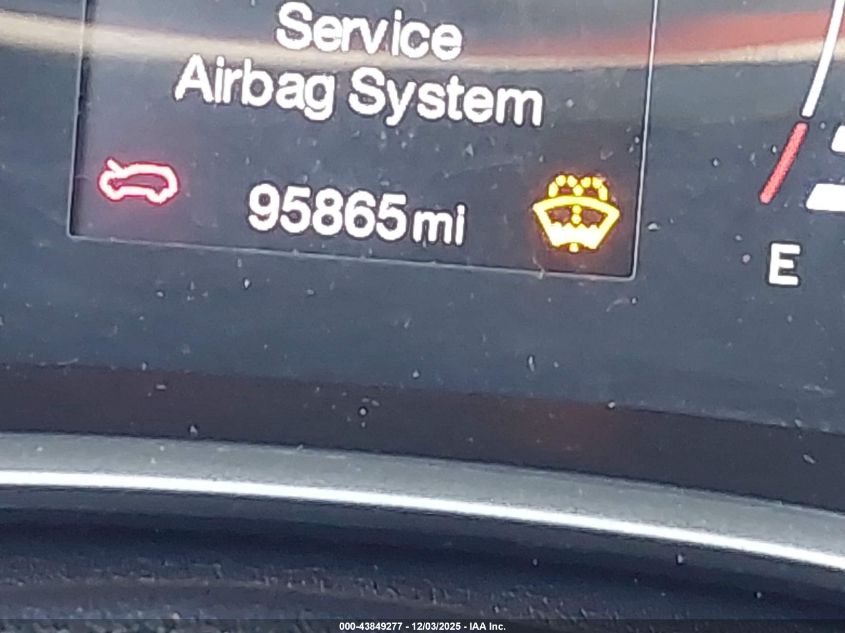 Service
Airbag System
95865mi
E
000-43849277 - 12/03/2025 - IAA Inc.